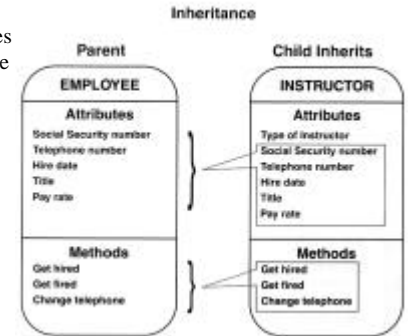 Inheritance
es
e
Parent
EMPLOYEE
Attributes
Social Security number
Telephone number
Hire date
Title
Pay rate
Methods
Get hired
Get fired
Change telephone
Child Inherits
INSTRUCTOR
Attributes
Type of instructor
Social Security number
Telephone number
Hire date
Title
Pay rate
Methods
Get hired
Get fired
Change telephone